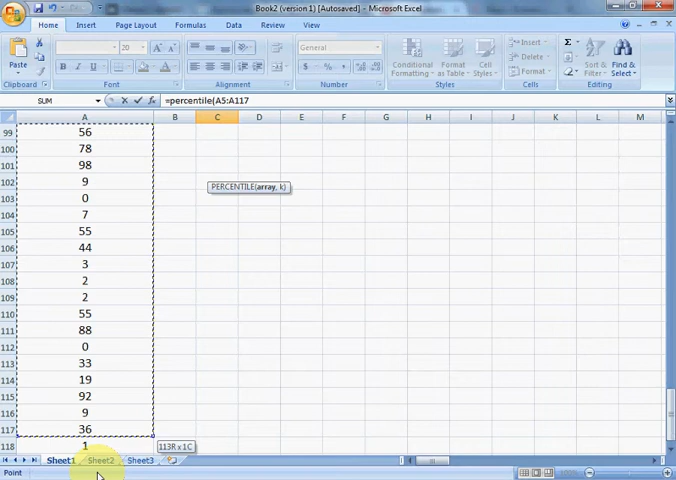 Book2 (version 1) [Autosaved] - Microsoft Excel
Home Insert Page Layout Formulas Data Review View
Paste
B I U
20
A A
General
$ % ,
Conditional Formatting
Format as Table
Cell Styles
Insert
Delete
Format
Σ
Sort & Filter
Find & Select
Clipboard Font Alignment Number Styles Cells Editing
SUM fx =percentile(A5:A117
A B C D E F G H I J K L M
99 56
100 78
101 98
102 9
PERCENTILE(array, k)
103 0
104 7
105 55
106 44
107 3
108 2
109 2
110 55
111 88
112 0
113 33
114 19
115 92
116 9
117 36
118 1
113R x 1C
Sheet1 Sheet2 Sheet3
Point
100%